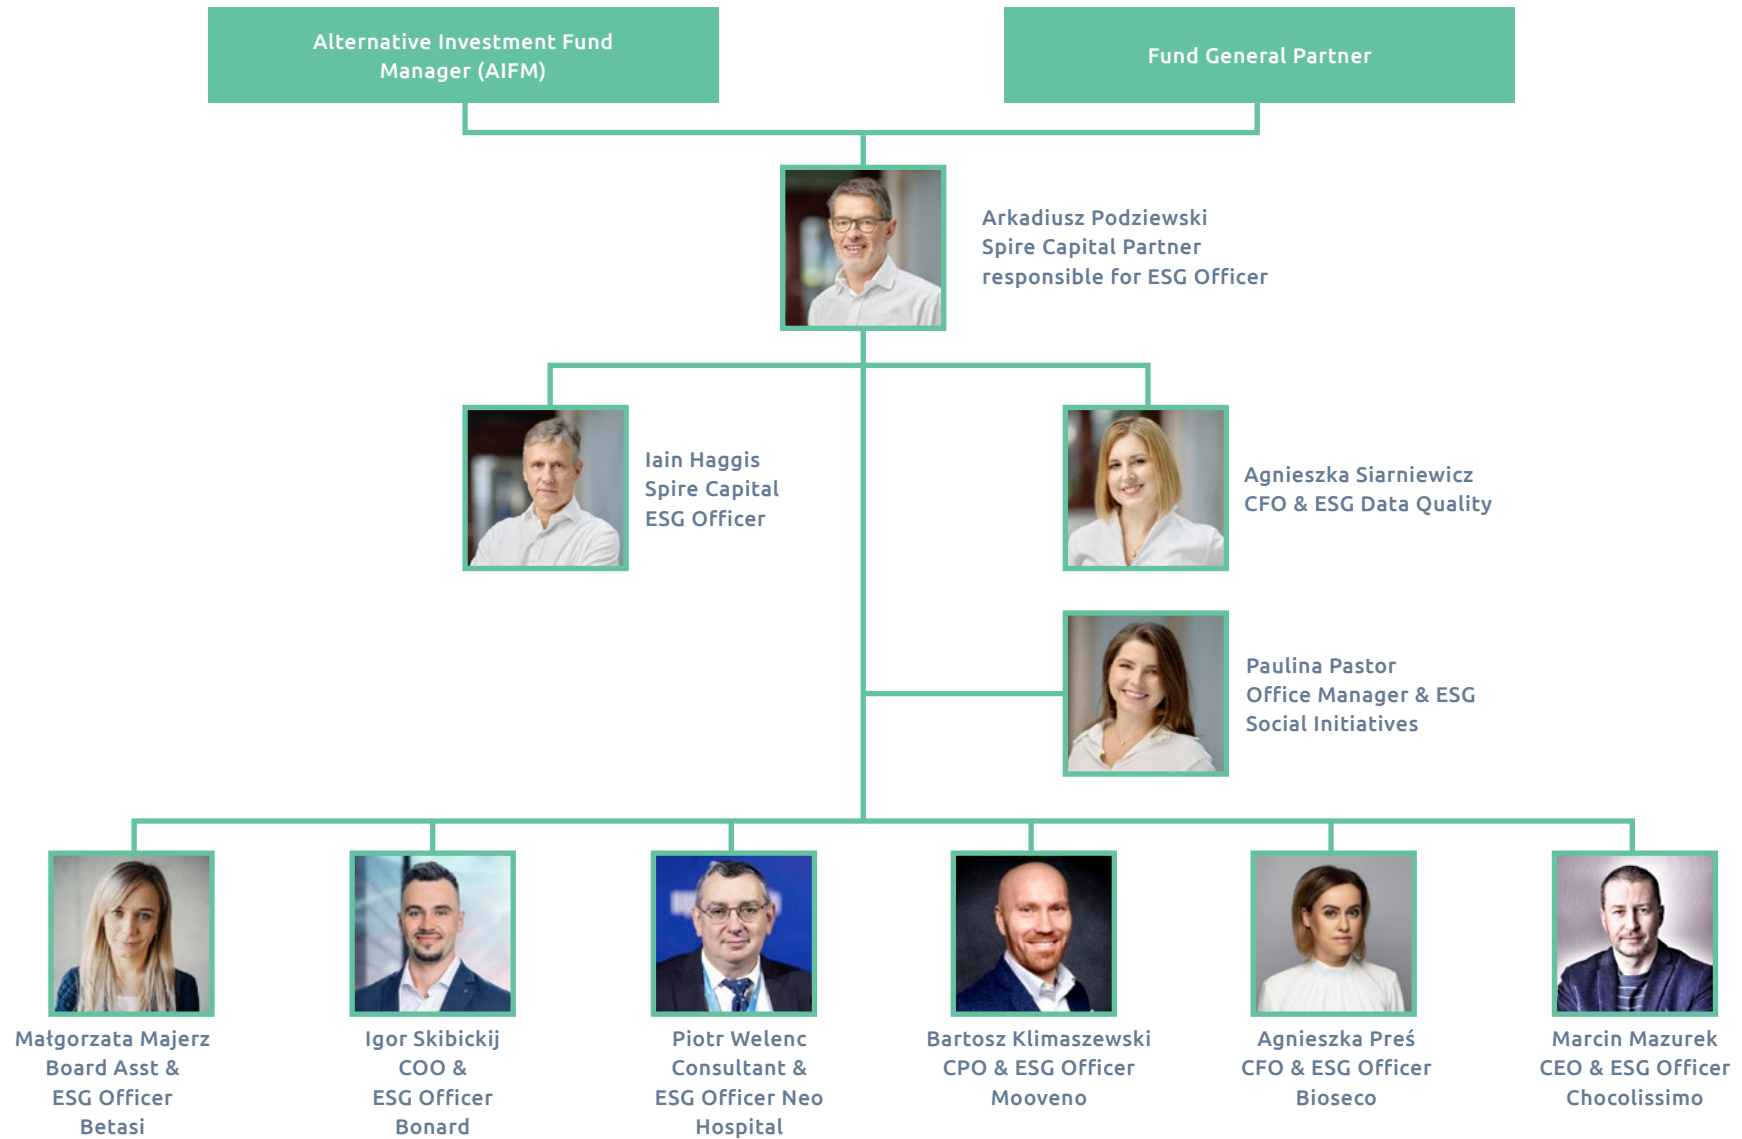 Alternative Investment Fund
Manager (AIFM)
Fund General Partner
Arkadiusz Podziewski
Spire Capital Partner
responsible for ESG Officer
Iain Haggis
Spire Capital
ESG Officer
Agnieszka Siarniewicz
CFO & ESG Data Quality
Paulina Pastor
Office Manager & ESG
Social Initiatives
Małgorzata Majerz
Board Asst &
ESG Officer
Betasi
Igor Skibickij
COO &
ESG Officer
Bonard
Piotr Welenc
Consultant &
ESG Officer Neo
Hospital
Bartosz Klimaszewski
CPO & ESG Officer
Mooveno
Agnieszka Preś
CFO & ESG Officer
Bioseco
Marcin Mazurek
CEO & ESG Officer
Chocolissimo